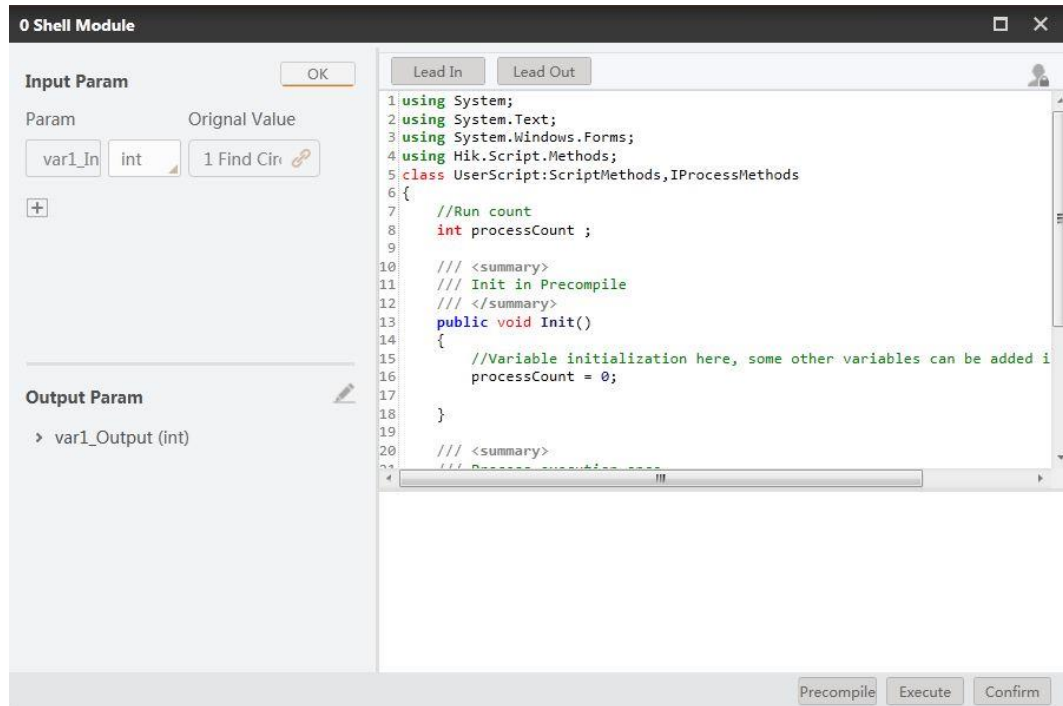 0 Shell Module
Input Param
OK
Param Orignal Value
var1_In int 1 Find Circ
Output Param
var1_Output (int)
Lead In Lead Out
1 using System;
2 using System.Text;
3 using System.Windows.Forms;
4 using Hik.Script.Methods;
5 class UserScript:ScriptMethods,IProcessMethods
6 {
7 //Run count
8 int processCount ;
9
10 /// <summary>
11 /// Init in Precompile
12 /// </summary>
13 public void Init()
14 {
15 //Variable initialization here, some other variables can be added i
16 processCount = 0;
17
18 }
19
20 /// <summary>
Precompile Execute Confirm